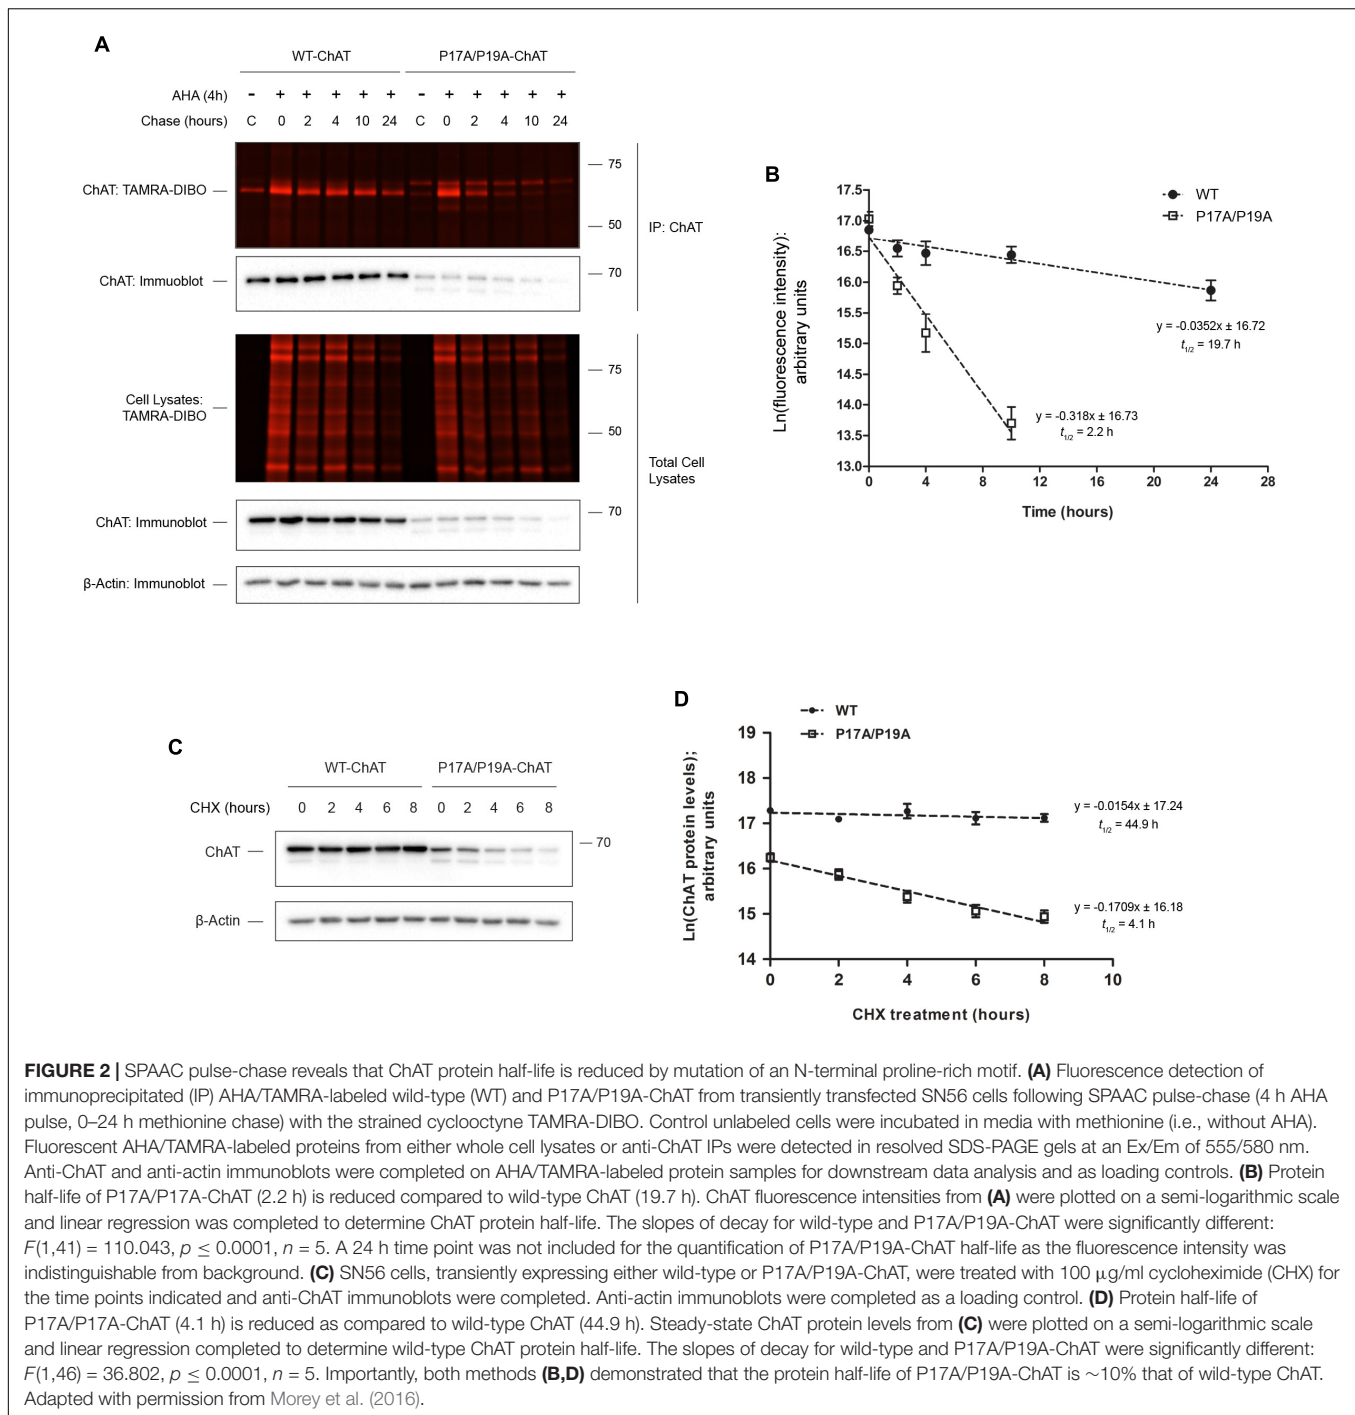 A
WT-ChAT P17A/P19A-ChAT
AHA (4h) - + + + + + - + + + + +
Chase (hours) C 0 2 4 10 24 C 0 2 4 10 24
ChAT: TAMRA-DIBO
75
50
IP: ChAT
ChAT: Immuoblot
70
Cell Lysates:
TAMRA-DIBO
75
50
Total Cell
Lysates
ChAT: Immunoblot
70
β-Actin: Immunoblot
B
Ln(fluorescence intensity):
arbitrary units
17.5
17.0
16.5
16.0
15.5
15.0
14.5
14.0
13.5
13.0
WT
P17A/P19A
y = -0.0352x ± 16.72
t1/2 = 19.7 h
y = -0.318x ± 16.73
t1/2 = 2.2 h
0 4 8 12 16 20 24 28
Time (hours)
C
WT-ChAT P17A/P19A-ChAT
CHX (hours) 0 2 4 6 8 0 2 4 6 8
ChAT
70
β-Actin
D
WT
P17A/P19A
Ln(ChAT protein levels);
arbitrary units
19
18
17
16
15
14
y = -0.0154x ± 17.24
t1/2 = 44.9 h
y = -0.1709x ± 16.18
t1/2 = 4.1 h
0 2 4 6 8 10
CHX treatment (hours)
FIGURE 2 | SPAAC pulse-chase reveals that ChAT protein half-life is reduced by mutation of an N-terminal proline-rich motif. (A) Fluorescence detection of
immunoprecipitated (IP) AHA/TAMRA-labeled wild-type (WT) and P17A/P19A-ChAT from transiently transfected SN56 cells following SPAAC pulse-chase (4 h AHA
pulse, 0–24 h methionine chase) with the strained cyclooctyne TAMRA-DIBO. Control unlabeled cells were incubated in media with methionine (i.e., without AHA).
Fluorescent AHA/TAMRA-labeled proteins from either whole cell lysates or anti-ChAT IPs were detected in resolved SDS-PAGE gels at an Ex/Em of 555/580 nm.
Anti-ChAT and anti-actin immunoblots were completed on AHA/TAMRA-labeled protein samples for downstream data analysis and as loading controls. (B) Protein
half-life of P17A/P17A-ChAT (2.2 h) is reduced compared to wild-type ChAT (19.7 h). ChAT fluorescence intensities from (A) were plotted on a semi-logarithmic scale
and linear regression was completed to determine ChAT protein half-life. The slopes of decay for wild-type and P17A/P19A-ChAT were significantly different:
F(1,41) = 110.043, p ≤ 0.0001, n = 5. A 24 h time point was not included for the quantification of P17A/P19A-ChAT half-life as the fluorescence intensity was
indistinguishable from background. (C) SN56 cells, transiently expressing either wild-type or P17A/P19A-ChAT, were treated with 100 μg/ml cycloheximide (CHX) for
the time points indicated and anti-ChAT immunoblots were completed. Anti-actin immunoblots were completed as a loading control. (D) Protein half-life of
P17A/P17A-ChAT (4.1 h) is reduced as compared to wild-type ChAT (44.9 h). Steady-state ChAT protein levels from (C) were plotted on a semi-logarithmic scale
and linear regression completed to determine wild-type ChAT protein half-life. The slopes of decay for wild-type and P17A/P19A-ChAT were significantly different:
F(1,46) = 36.802, p ≤ 0.0001, n = 5. Importantly, both methods (B,D) demonstrated that the protein half-life of P17A/P19A-ChAT is ∼10% that of wild-type ChAT.
Adapted with permission from Morey et al. (2016).